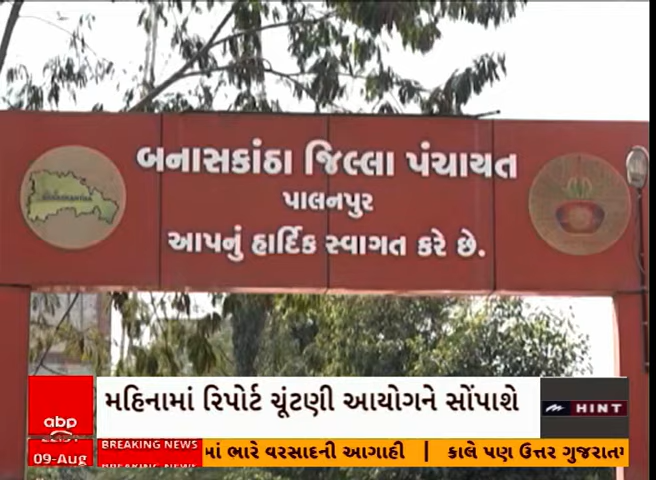 બનાસકાંઠા જિલ્લા પંચાયત
પાલનપુર
આપનું હાર્દિક સ્વાગત કરે છે.
મહિનામાં રિપોર્ટ ચૂંટણી આયોગને સોંપાશે
abp
HINT
09-Aug
BREAKING NEWS
માં ભારે વરસાદની આગાહી | કાલે પણ ઉત્તર ગુજરાત